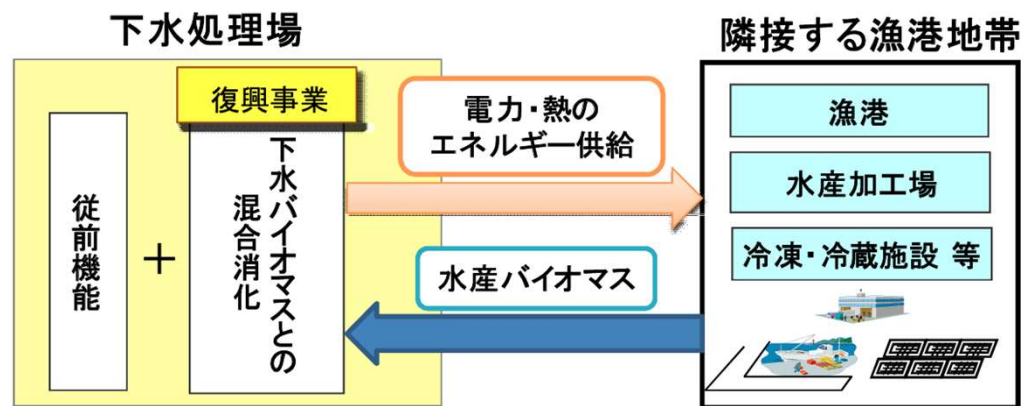 下水処理場
隣接する漁港地帯
復興事業
従前機能
＋
下水バイオマスとの
混合消化
電力・熱の
エネルギー供給
水産バイオマス
漁港
水産加工場
冷凍・冷蔵施設 等